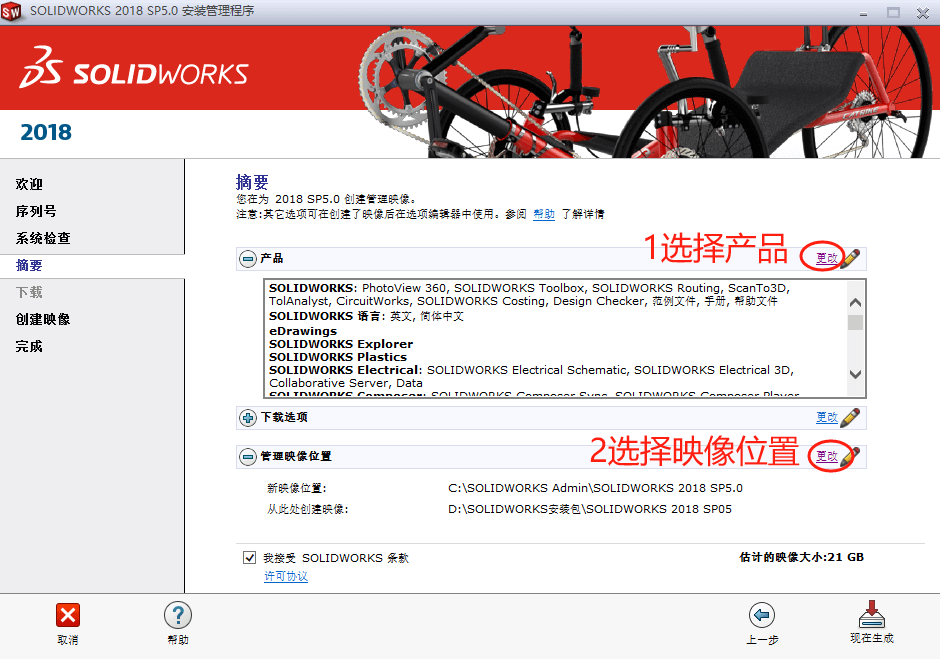 SOLIDWORKS 2018 SP5.0 安装管理程序
SOLIDWORKS
2018
欢迎
序列号
系统检查
摘要
下载
创建映像
完成
摘要
您在为 2018 SP5.0 创建管理映像。
注意:其它选项可在创建了映像后在选项编辑器中使用。参阅 帮助 了解详情
1选择产品
产品 更改
SOLIDWORKS: PhotoView 360, SOLIDWORKS Toolbox, SOLIDWORKS Routing, ScanTo3D,
TolAnalyst, CircuitWorks, SOLIDWORKS Costing, Design Checker, 范例文件, 手册, 帮助文件
SOLIDWORKS 语言: 英文, 简体中文
eDrawings
SOLIDWORKS Explorer
SOLIDWORKS Plastics
SOLIDWORKS Electrical: SOLIDWORKS Electrical Schematic, SOLIDWORKS Electrical 3D,
Collaborative Server, Data
SOLIDWORKS Composer: SOLIDWORKS Composer Sync, SOLIDWORKS Composer Player
下载选项 更改
2选择映像位置
管理映像位置 更改
新映像位置: C:\SOLIDWORKS Admin\SOLIDWORKS 2018 SP5.0
从此处创建映像: D:\SOLIDWORKS安装包\SOLIDWORKS 2018 SP05
我接受 SOLIDWORKS 条款 估计的映像大小:21 GB
许可协议
取消 帮助 上一步 现在生成